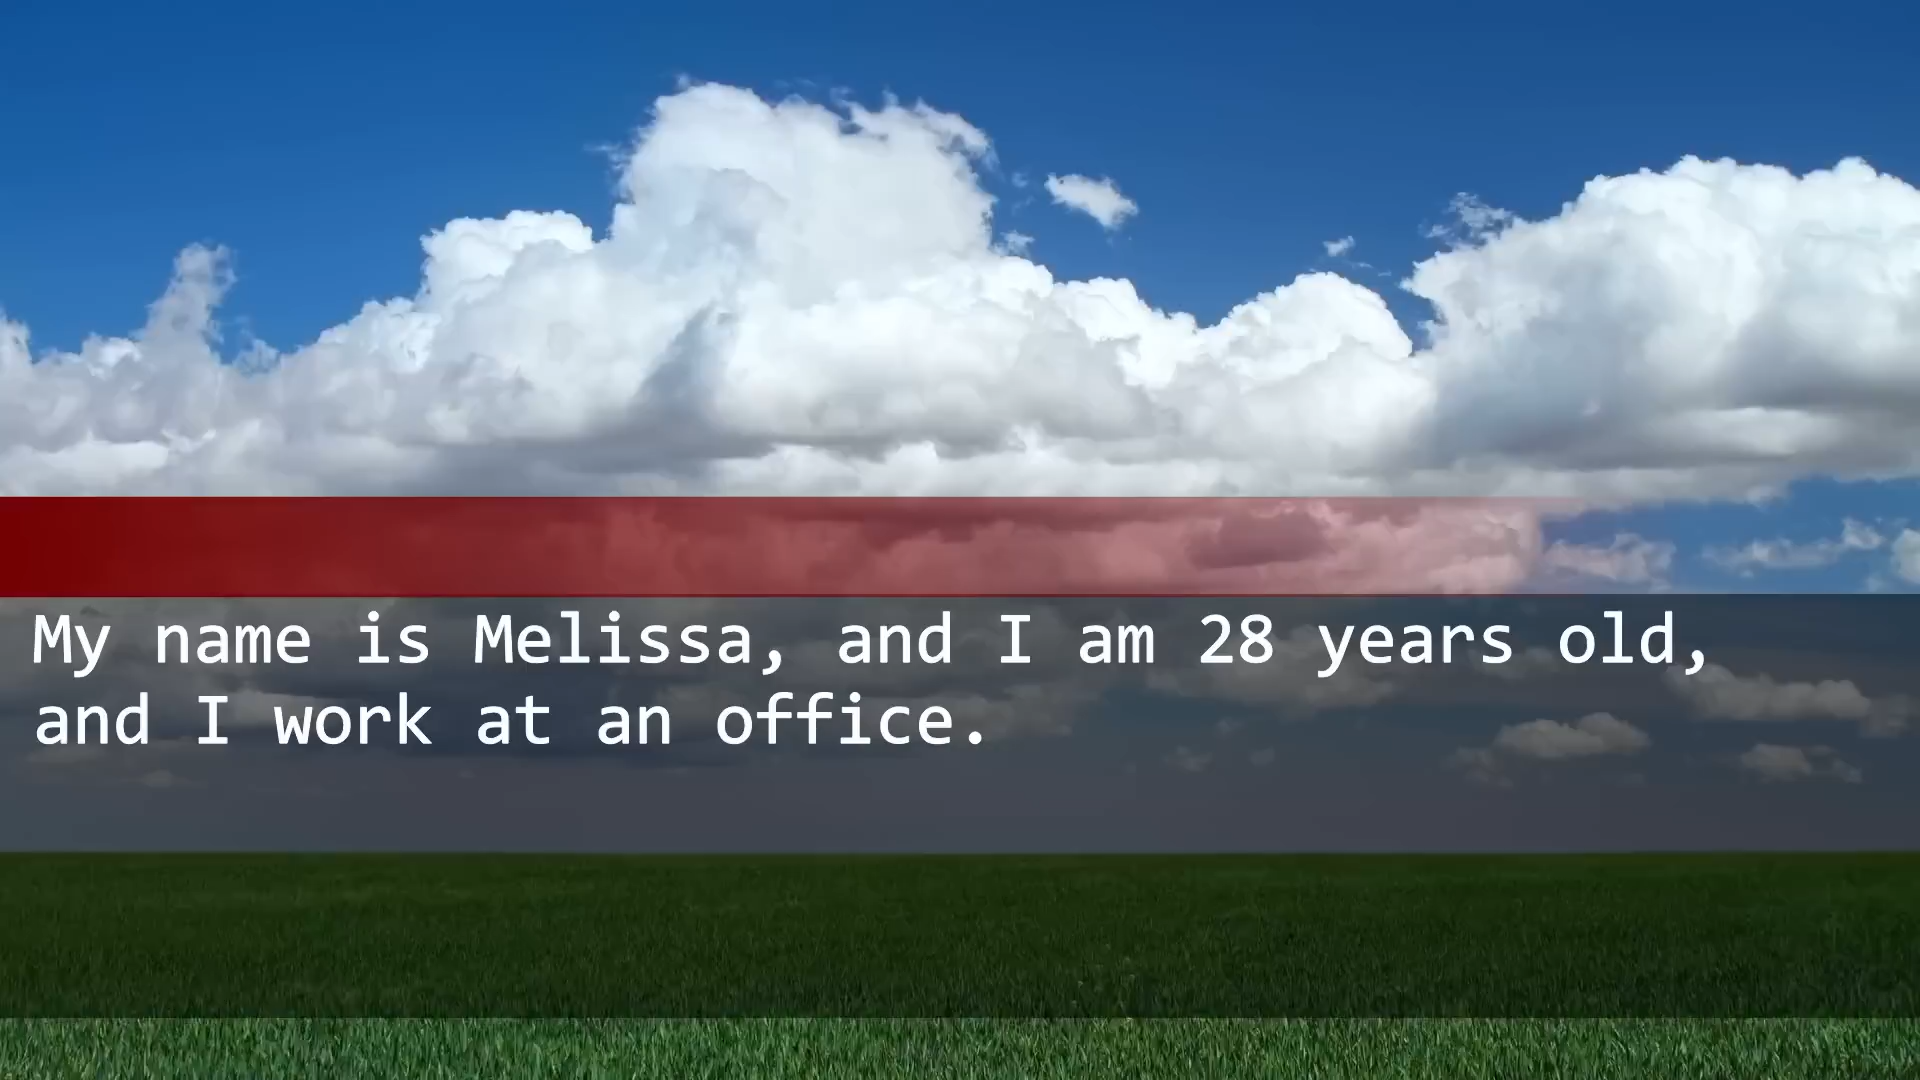 My name is Melissa, and I am 28 years old,
and I work at an office.